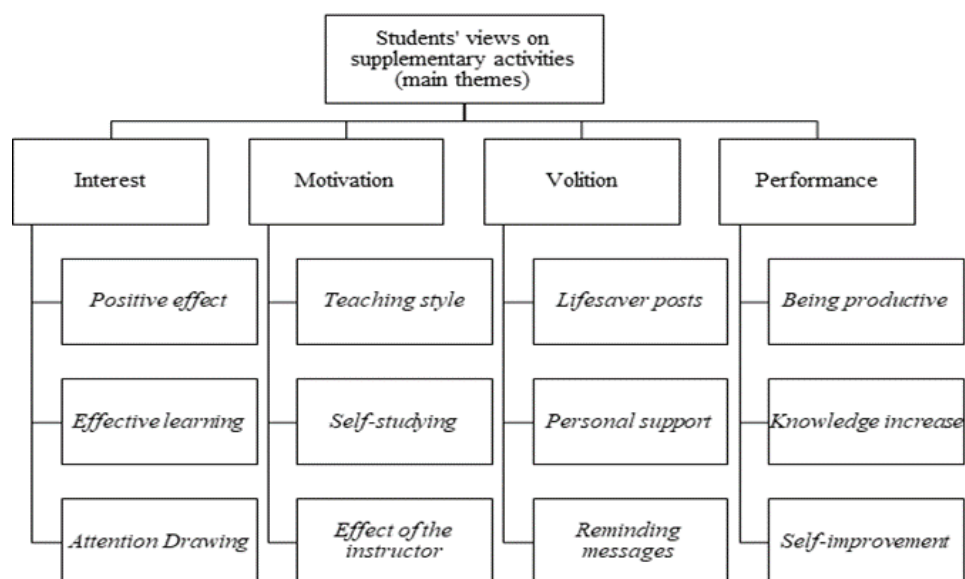 Students' views on
supplementary activities
(main themes)
Interest
Motivation
Volition
Performance
Positive effect
Teaching style
Lifesaver posts
Being productive
Effective learning
Self-studying
Personal support
Knowledge increase
Attention Drawing
Effect of the
instructor
Reminding
messages
Self-improvement